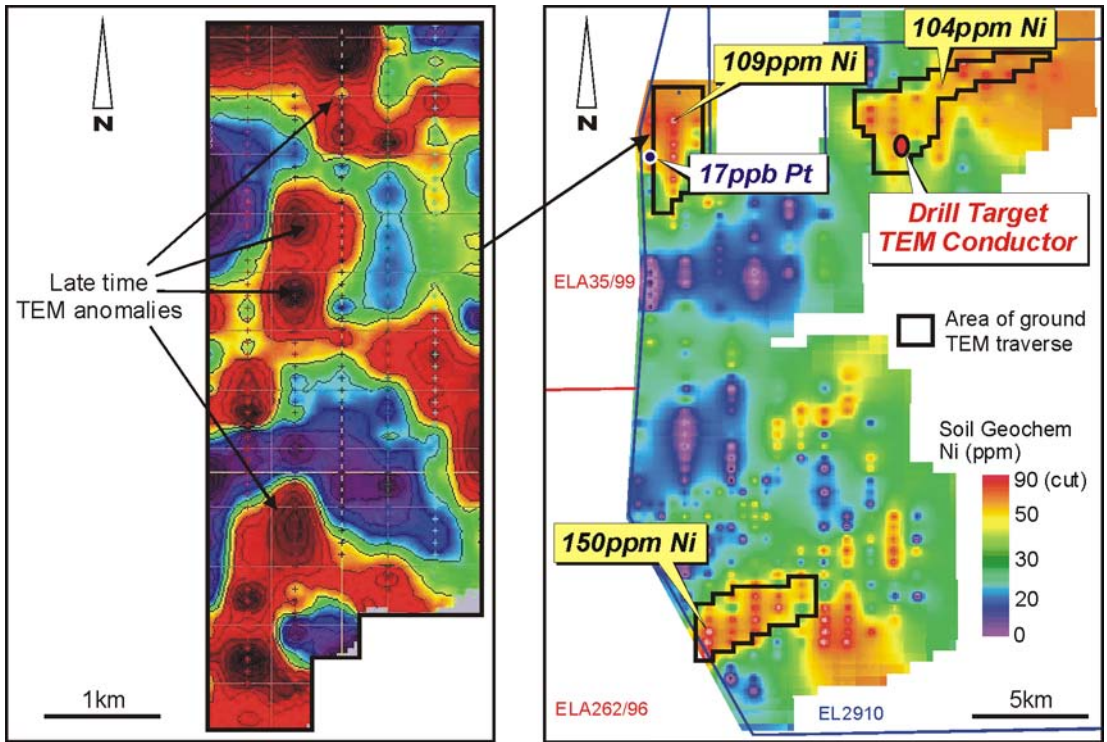 N
Late time
TEM anomalies
1km
N
109ppm Ni
104ppm Ni
17ppb Pt
Drill Target
TEM Conductor
ELA35/99
Area of ground
TEM traverse
Soil Geochem
Ni (ppm)
90 (cut)
50
30
20
0
150ppm Ni
ELA262/96
EL2910
5km